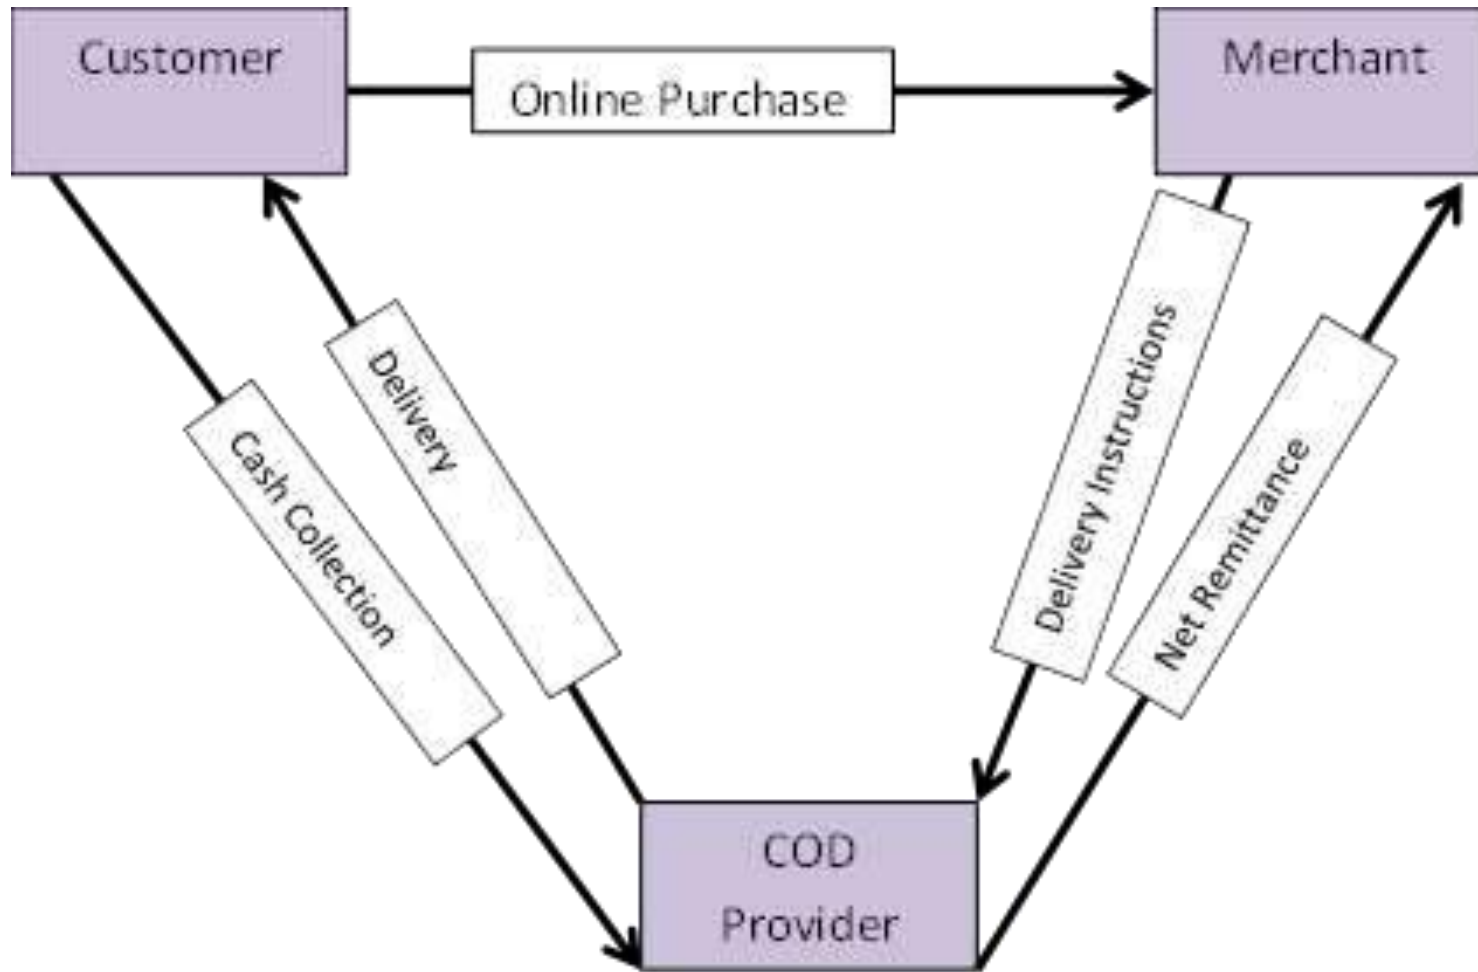 Customer
Online Purchase
Merchant
Delivery
Cash Collection
Delivery Instructions
Net Remittance
COD
Provider